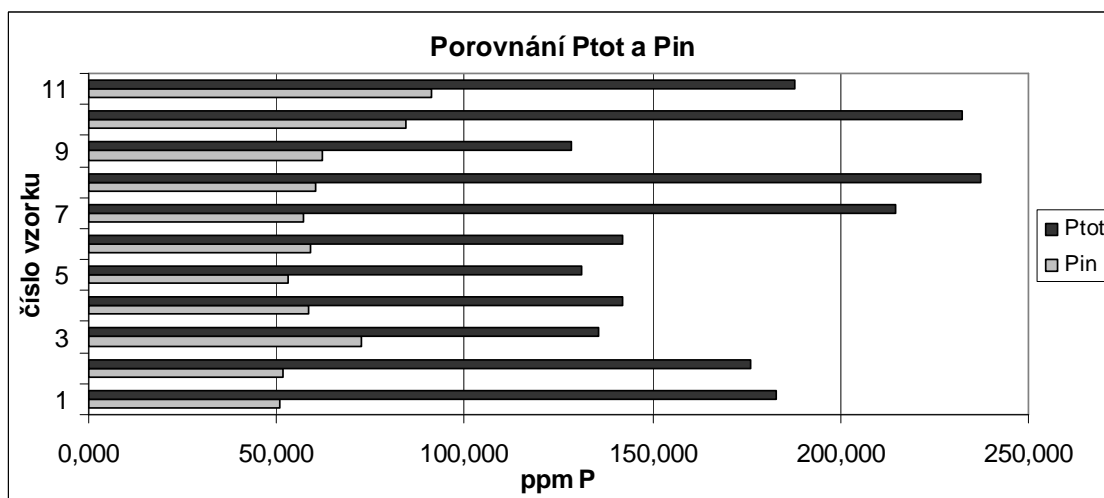 Porovnání Ptot a Pin
číslo vzorku
11
9
7
5
3
1
0,000 50,000 100,000 150,000 200,000 250,000
ppm P
Ptot
Pin